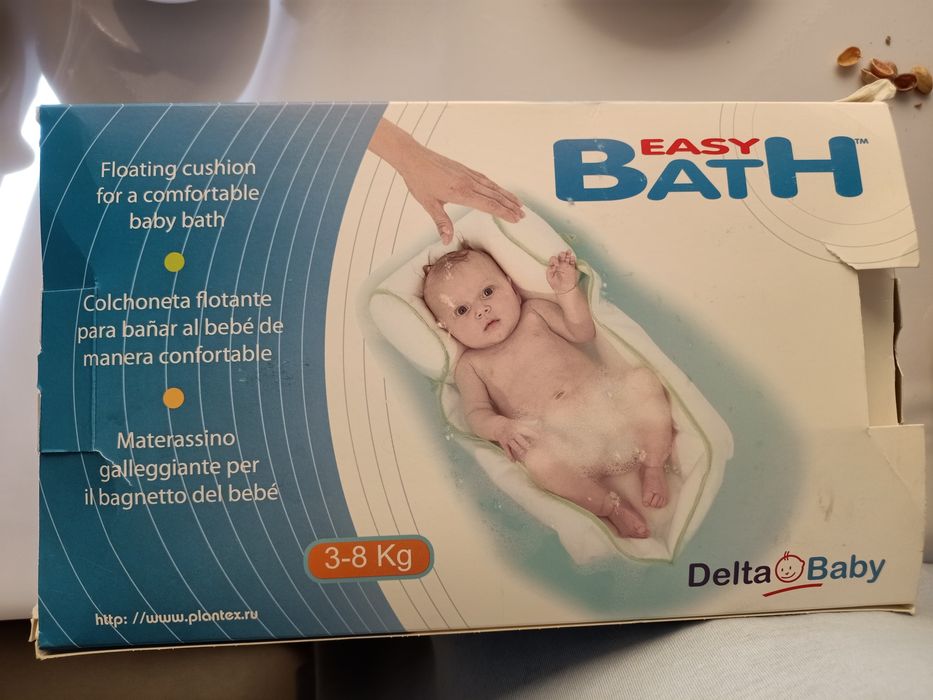 Floating cushion
for a comfortable
baby bath
Colchoneta flotante
para bañar al bebé de
manera confortable
Materassino
galleggiante per
il bagnetto del bebé
3-8 Kg
http: //www.plantex.ru
EASY
BATH™
Delta Baby